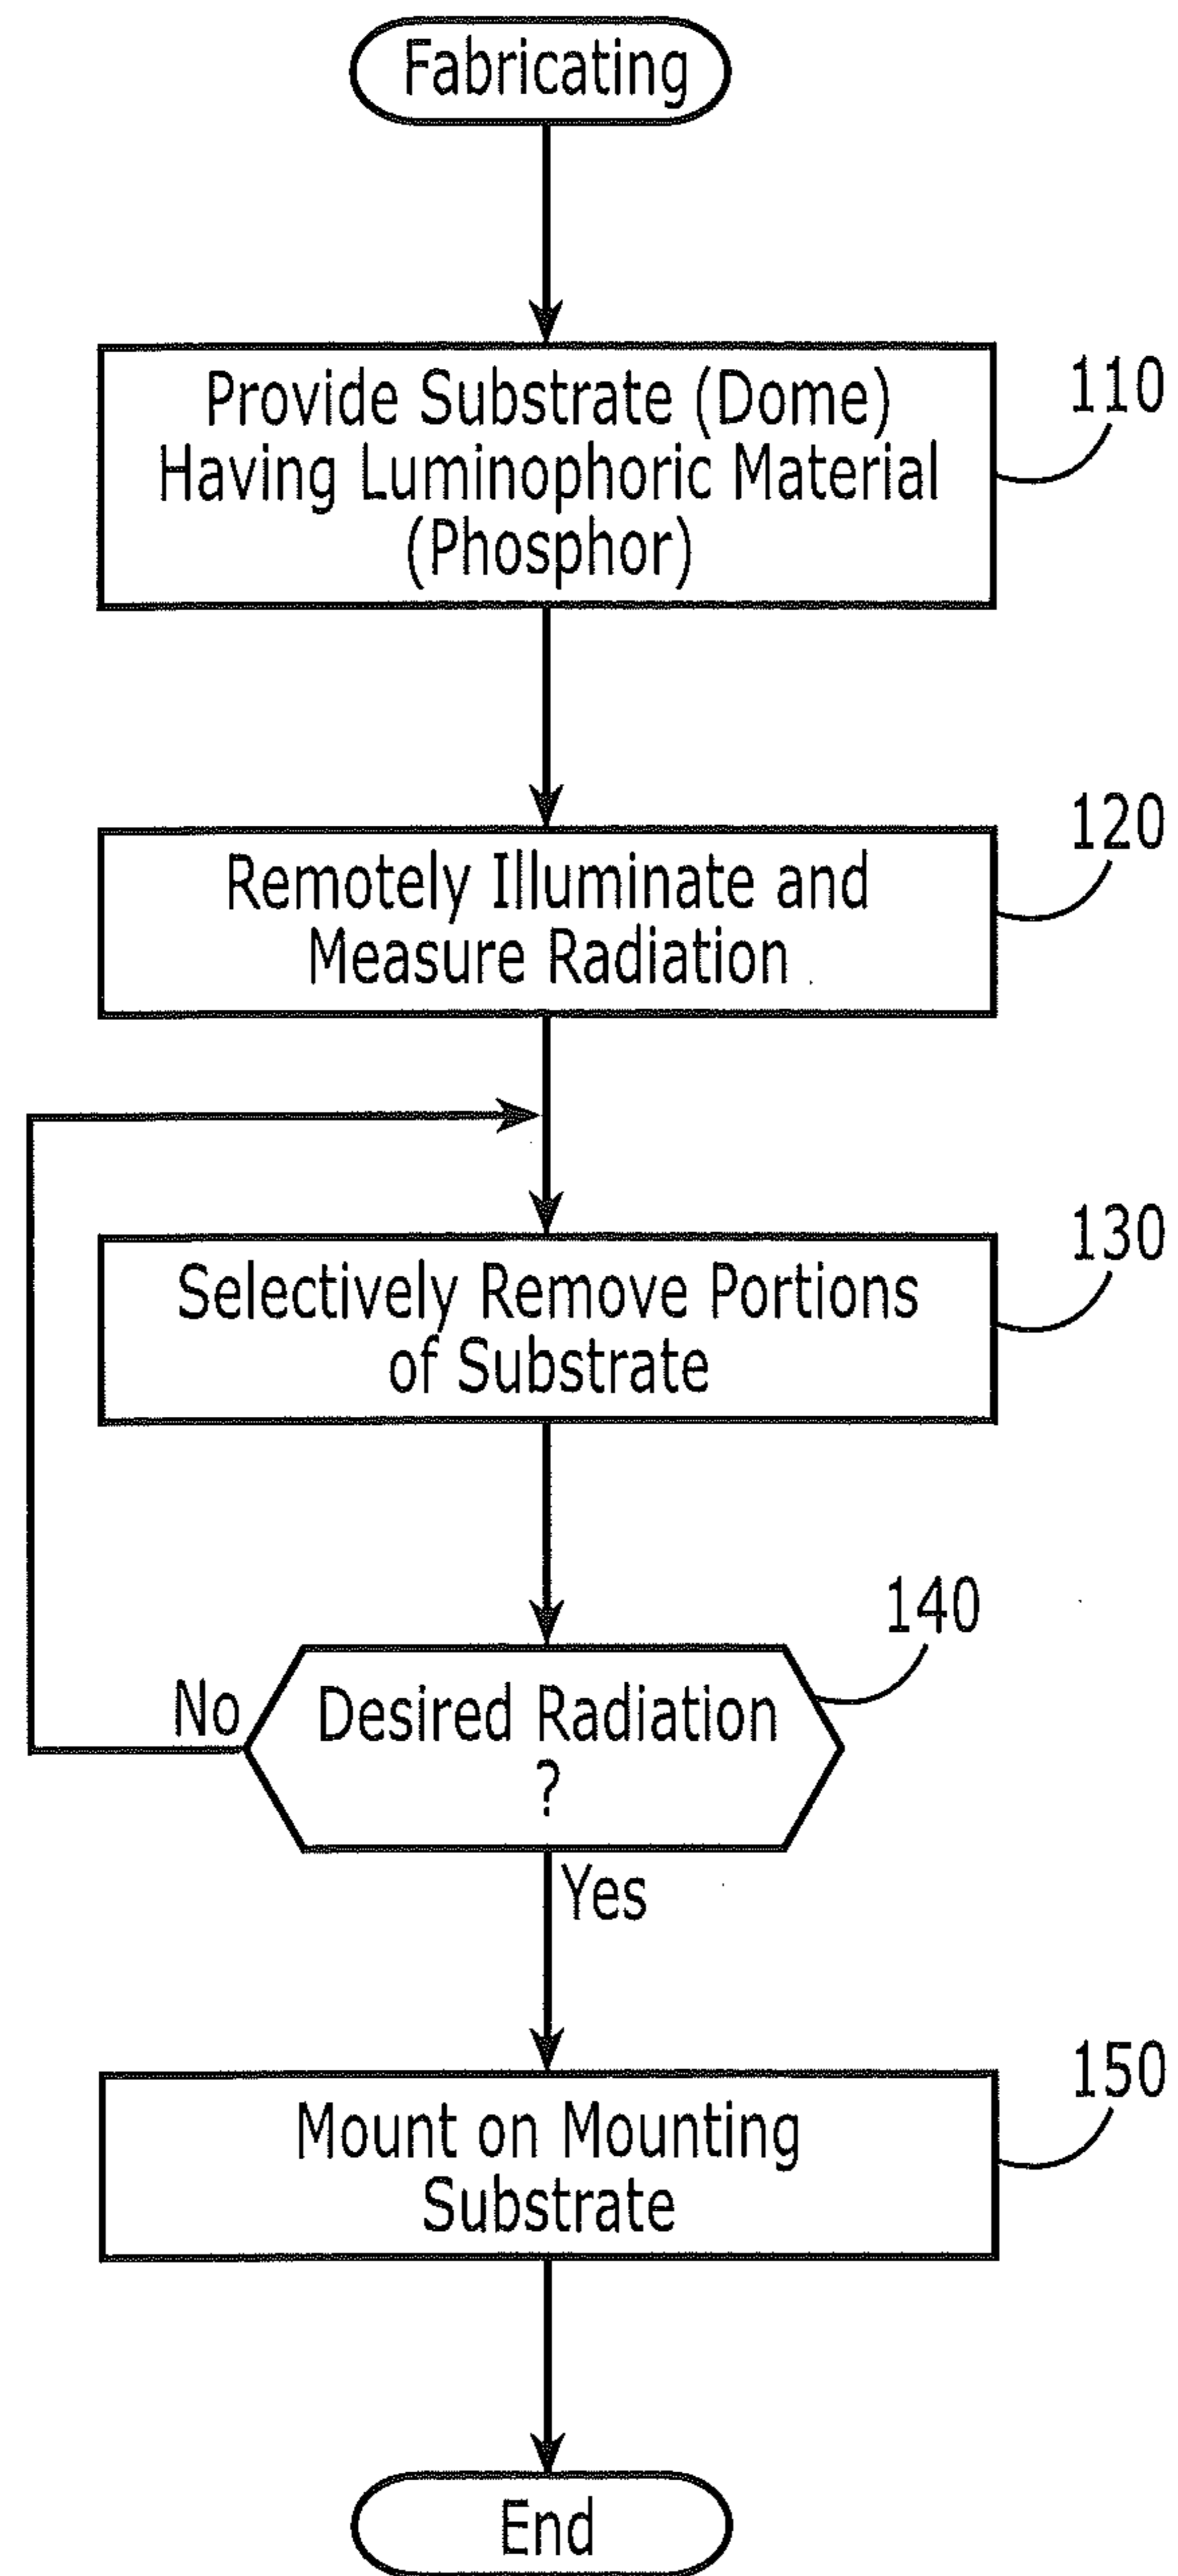 Fabricating
Provide Substrate (Dome)
Having Luminophoric Material
(Phosphor)
110
Remotely Illuminate and
Measure Radiation
120
Selectively Remove Portions
of Substrate
130
Desired Radiation
?
140
No
Yes
Mount on Mounting
Substrate
150
End